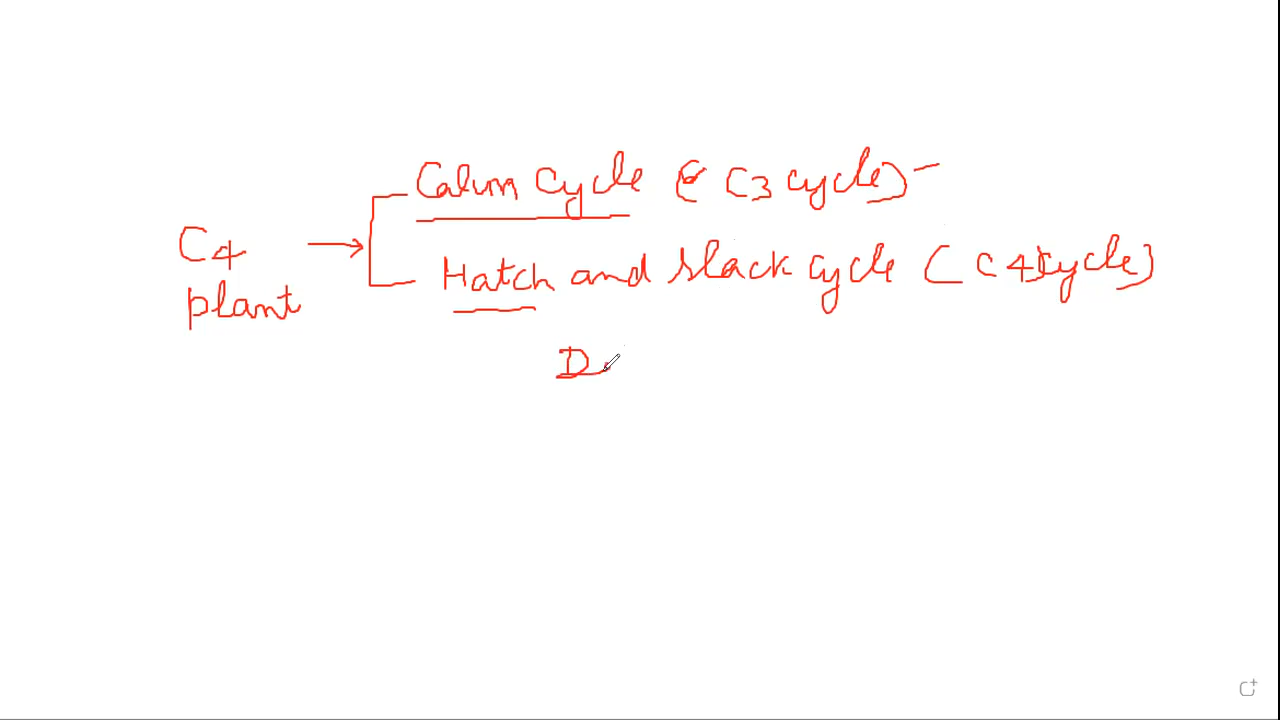 Calvin Cycle ( C3 cycle) -
C4 plant →
Hatch and slack cycle ( C4 cycle)
D